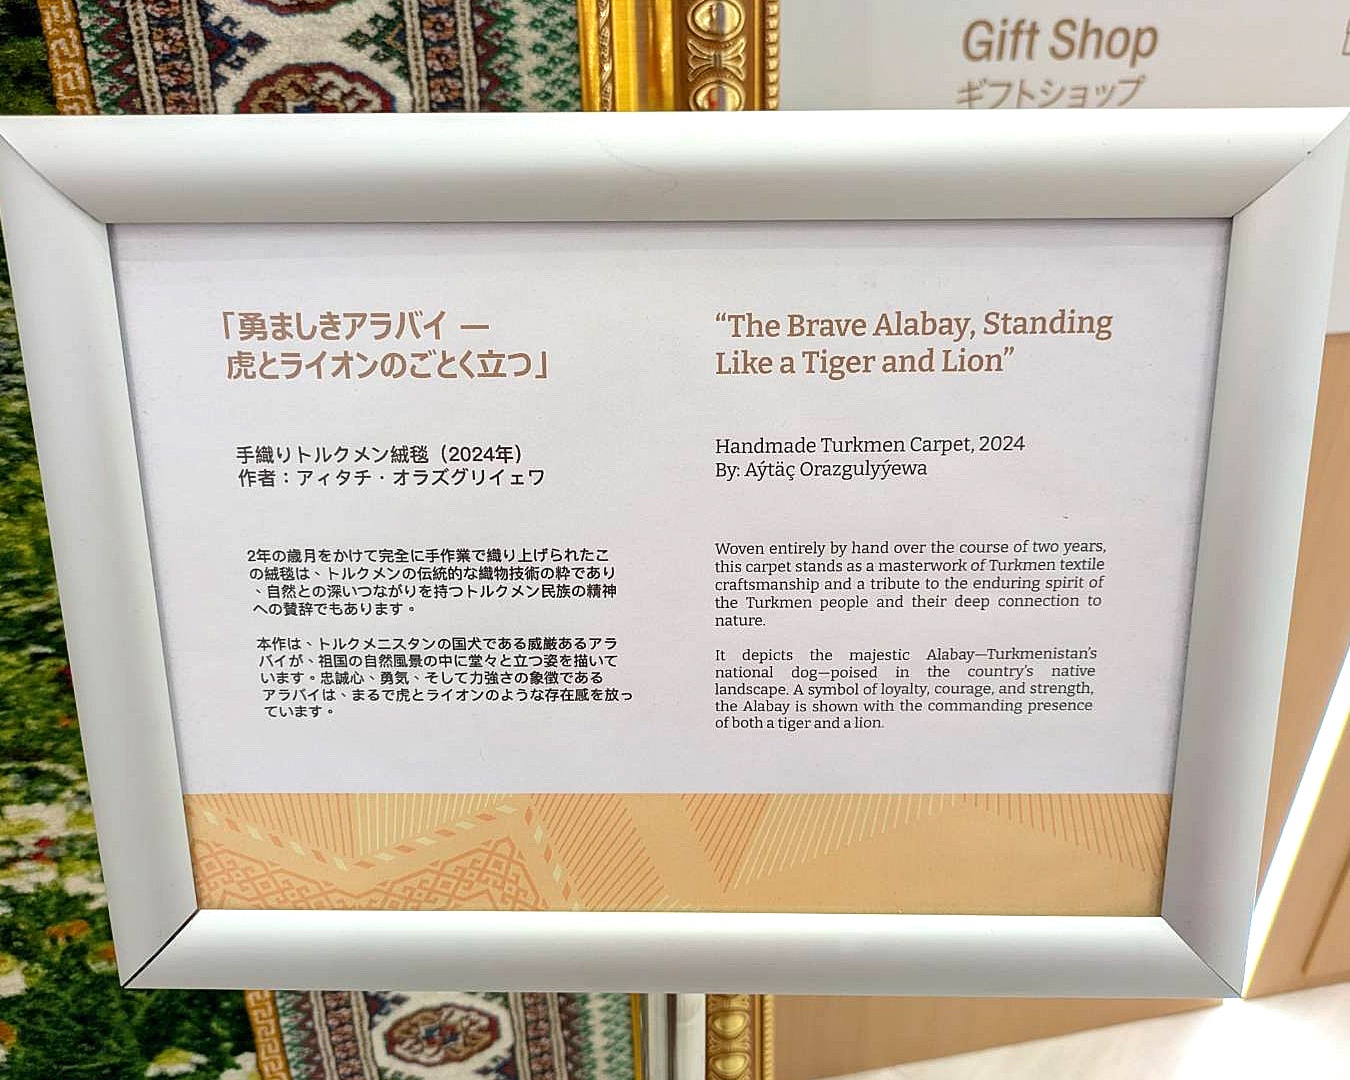 Gift Shop
ギフトショップ
「勇ましきアラバイ ―
虎とライオンのごとく立つ」
手織りトルクメン絨毯（2024年）
作者：アィタチ・オラズグリイェワ
2年の歳月をかけて完全に手作業で織り上げられたこ
の絨毯は、トルクメンの伝統的な織物技術の粋であり
、自然との深いつながりを持つトルクメン民族の精神
への賛辞でもあります。
本作は、トルクメニスタンの国犬である威厳あるアラ
バイが、祖国の自然風景の中に堂々と立つ姿を描いて
います。忠誠心、勇気、そして力強さの象徴である
アラバイは、まるで虎とライオンのような存在感を放っ
ています。
“The Brave Alabay, Standing
Like a Tiger and Lion”
Handmade Turkmen Carpet, 2024
By: Aýtäç Orazgulyýewa
Woven entirely by hand over the course of two years,
this carpet stands as a masterwork of Turkmen textile
craftsmanship and a tribute to the enduring spirit of
the Turkmen people and their deep connection to
nature.
It depicts the majestic Alabay—Turkmenistan’s
national dog—poised in the country’s native
landscape. A symbol of loyalty, courage, and strength,
the Alabay is shown with the commanding presence
of both a tiger and a lion.